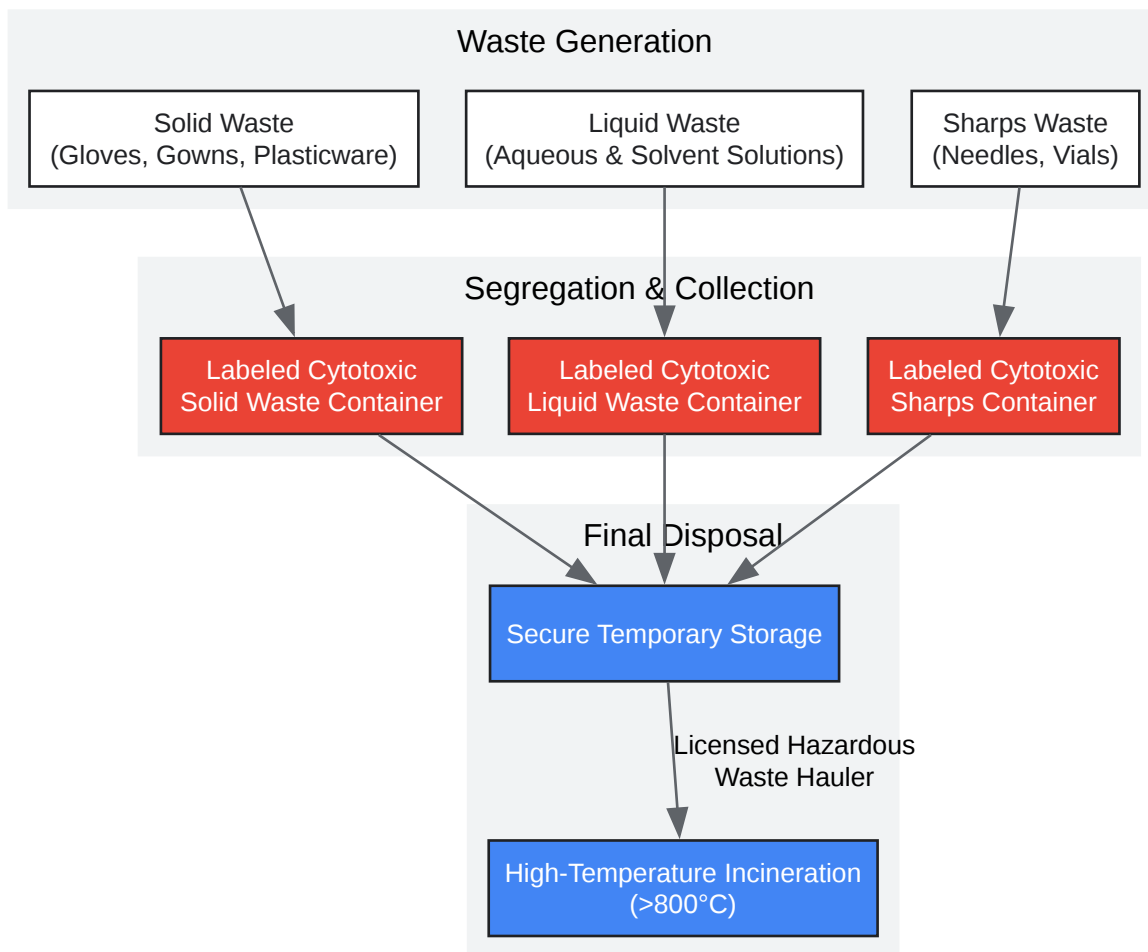 Waste Generation
Solid Waste
(Gloves, Gowns, Plasticware)
Liquid Waste
(Aqueous & Solvent Solutions)
Sharps Waste
(Needles, Vials)
Segregation & Collection
Labeled Cytotoxic
Solid Waste Container
Labeled Cytotoxic
Liquid Waste Container
Labeled Cytotoxic
Sharps Container
Final Disposal
Secure Temporary Storage
Licensed Hazardous
Waste Hauler
High-Temperature Incineration
(>800°C)